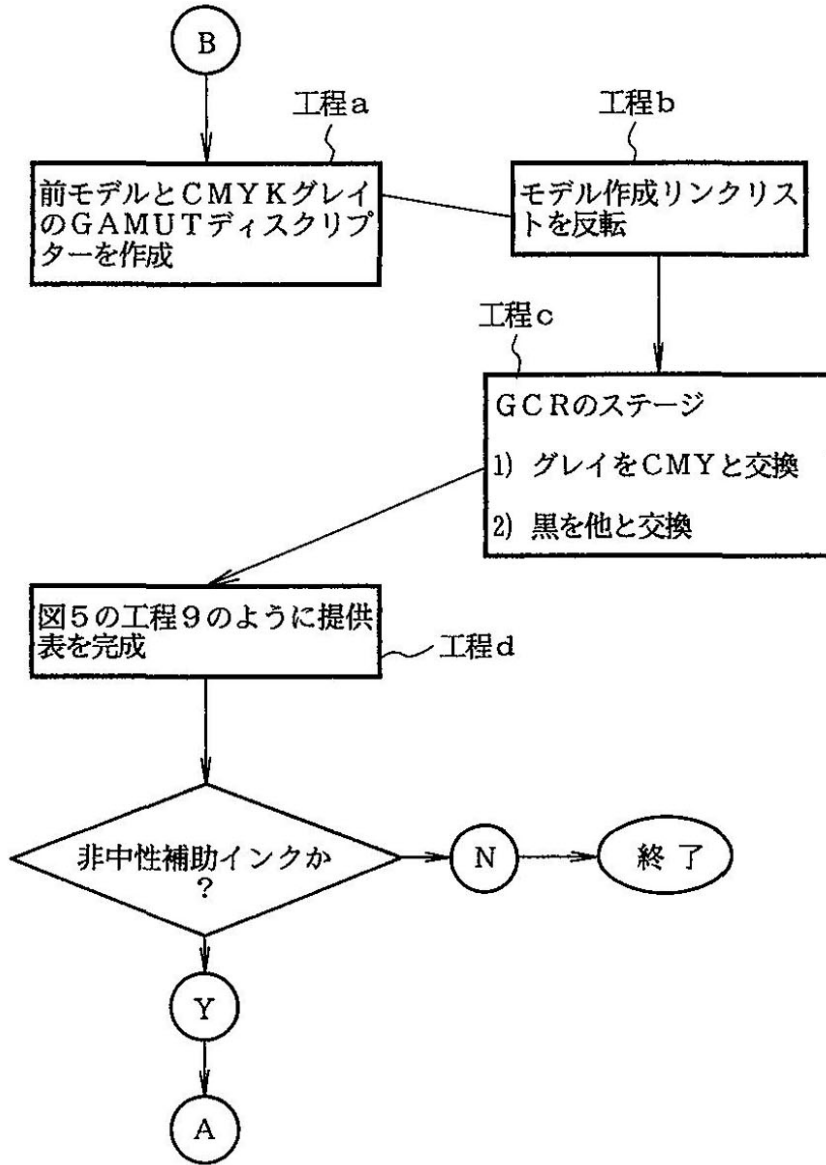 B
工程a
工程b
前モデルとCMYKグレイ
のGAMUTディスクリプ
ターを作成
モデル作成リンクリス
トを反転
工程c
GCRのステージ
1) グレイをCMYと交換
2) 黒を他と交換
図5の工程9のように提供
表を完成
工程d
非中性補助インクか
?
N
終了
Y
A